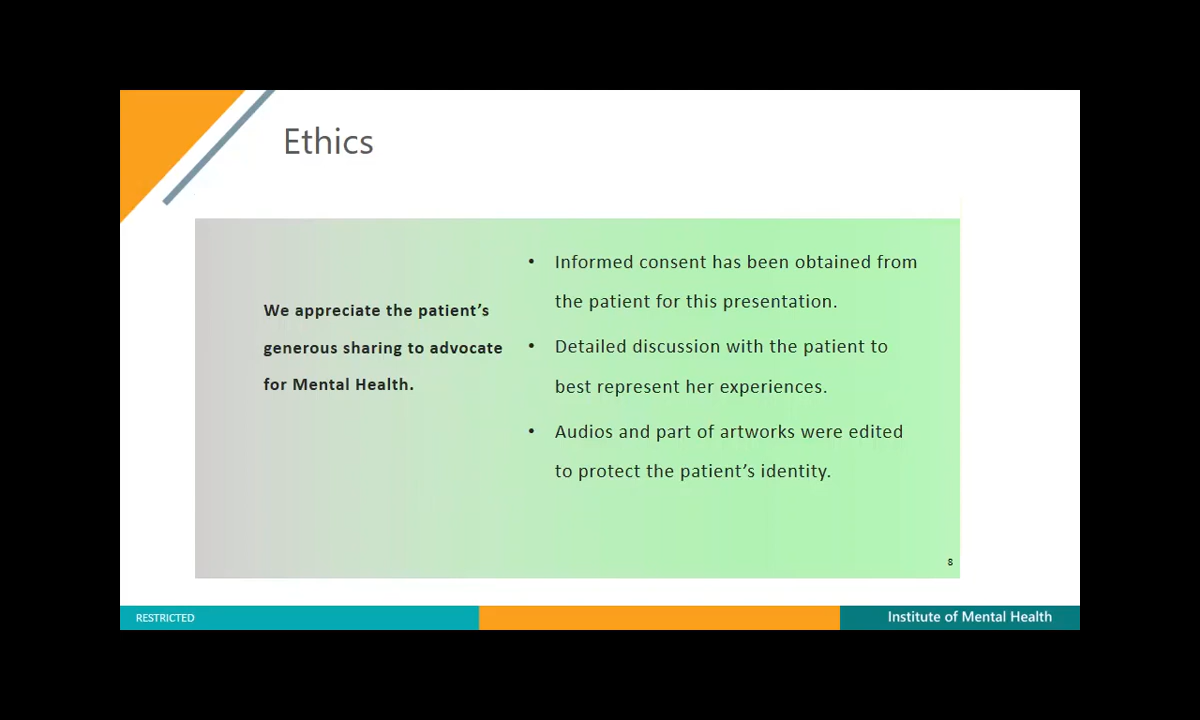 Ethics
We appreciate the patient’s
generous sharing to advocate
for Mental Health.
• Informed consent has been obtained from
the patient for this presentation.
• Detailed discussion with the patient to
best represent her experiences.
• Audios and part of artworks were edited
to protect the patient’s identity.
8
RESTRICTED
Institute of Mental Health